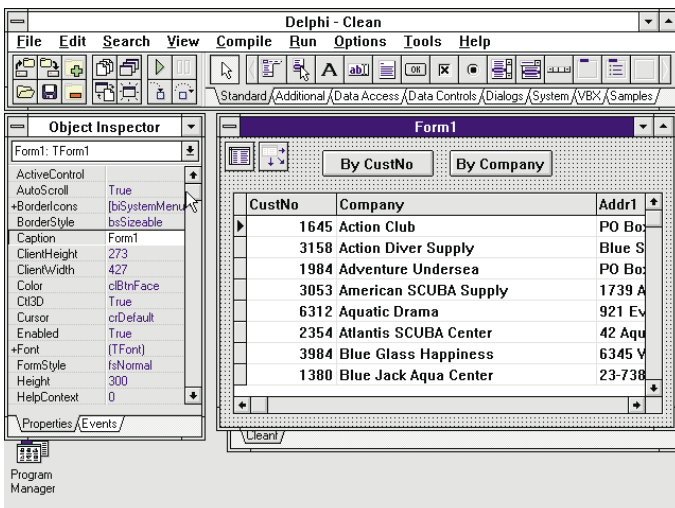 Delphi - Clean
File Edit Search View Compile Run Options Tools Help
A ab OK
Standard Additional Data Access Data Controls Dialogs System VBX Samples
Object Inspector
Form1: TForm1
ActiveControl
AutoScroll True
+BorderIcons [biSystemMenu
BorderStyle bsSizeable
Caption Form1
ClientHeight 273
ClientWidth 427
Color clBtnFace
Ctl3D True
Cursor crDefault
Enabled True
+Font (TFont)
FormStyle fsNormal
Height 300
HelpContext 0
Properties Events
Form1
By CustNo By Company
CustNo Company Addr1
1645 Action Club PO Box
3158 Action Diver Supply Blue S
1984 Adventure Undersea PO Box
3053 American SCUBA Supply 1739 A
6312 Aquatic Drama 921 Ev
2354 Atlantis SCUBA Center 42 Aqu
3984 Blue Glass Happiness 6345 
1380 Blue Jack Aqua Center 23-738
Program
Manager